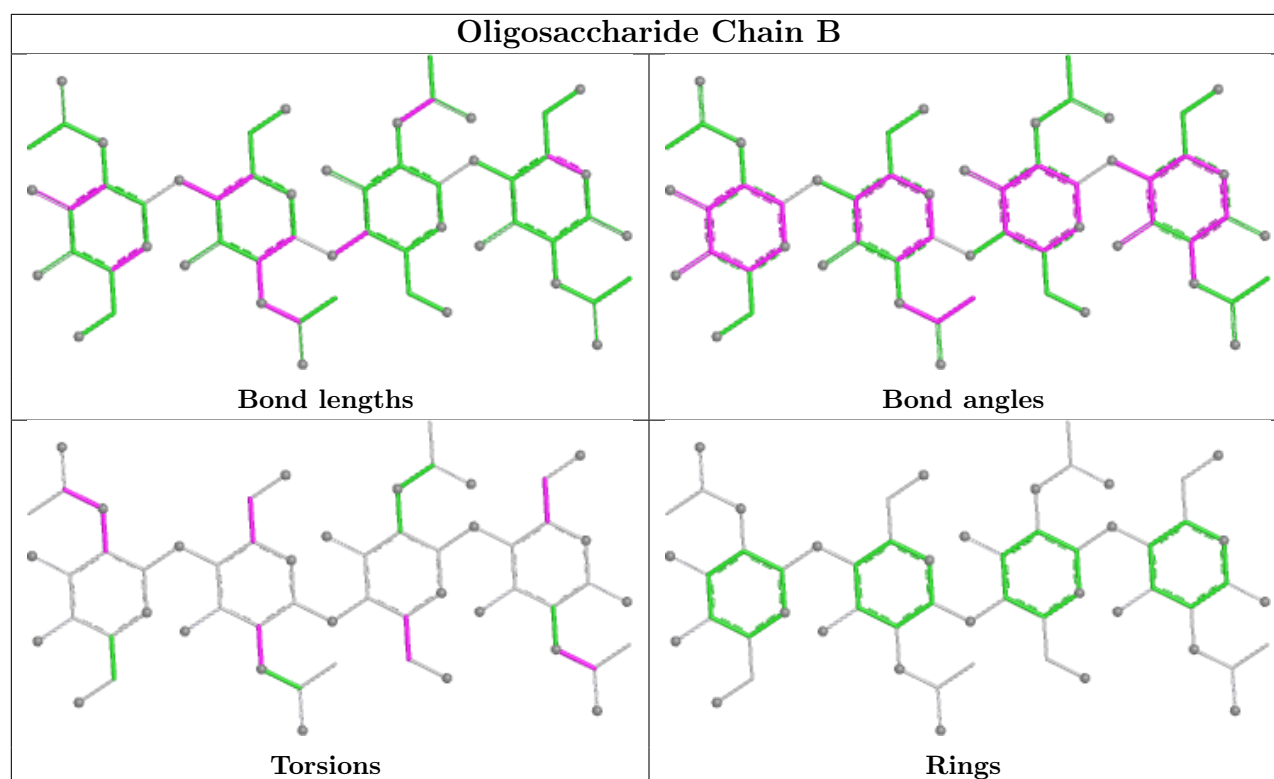 Oligosaccharide Chain B
Bond lengths
Bond angles
Torsions
Rings